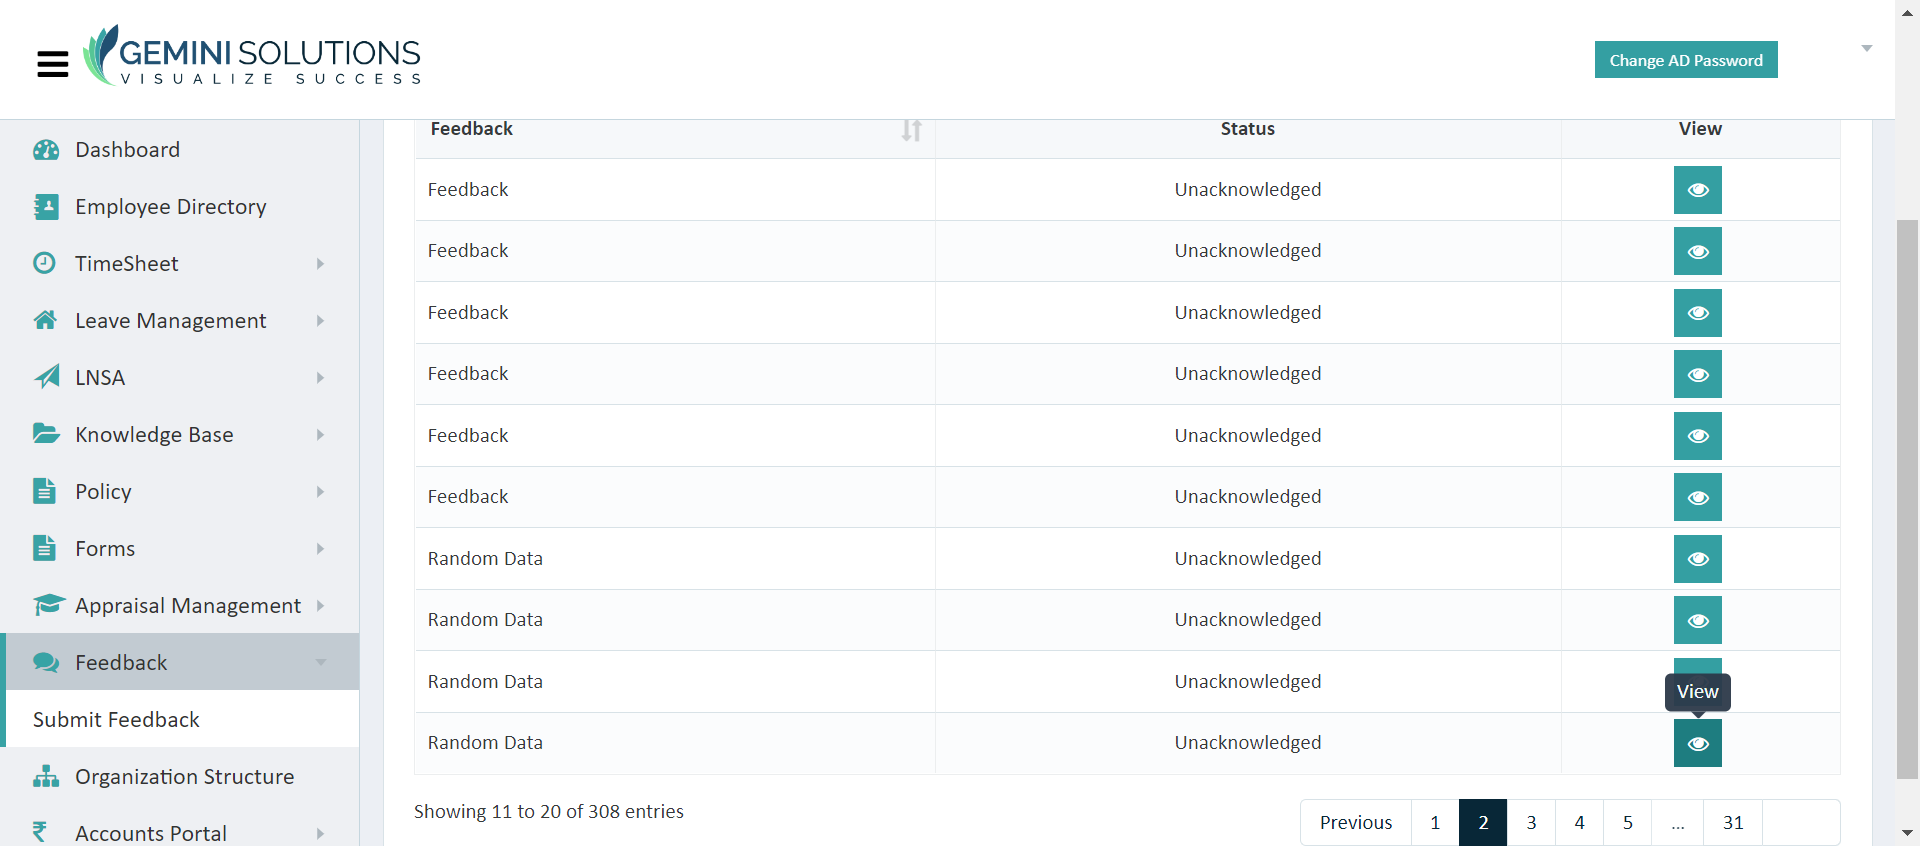 GEMINI SOLUTIONS
VISUALIZE SUCCESS
Change AD Password
Dashboard
Employee Directory
TimeSheet
Leave Management
LNSA
Knowledge Base
Policy
Forms
Appraisal Management
Feedback
Submit Feedback
Organization Structure
Accounts Portal
Feedback Status View
Feedback Unacknowledged
Feedback Unacknowledged
Feedback Unacknowledged
Feedback Unacknowledged
Feedback Unacknowledged
Feedback Unacknowledged
Random Data Unacknowledged
Random Data Unacknowledged
Random Data Unacknowledged
View
Random Data Unacknowledged
Showing 11 to 20 of 308 entries
Previous 1 2 3 4 5 ... 31